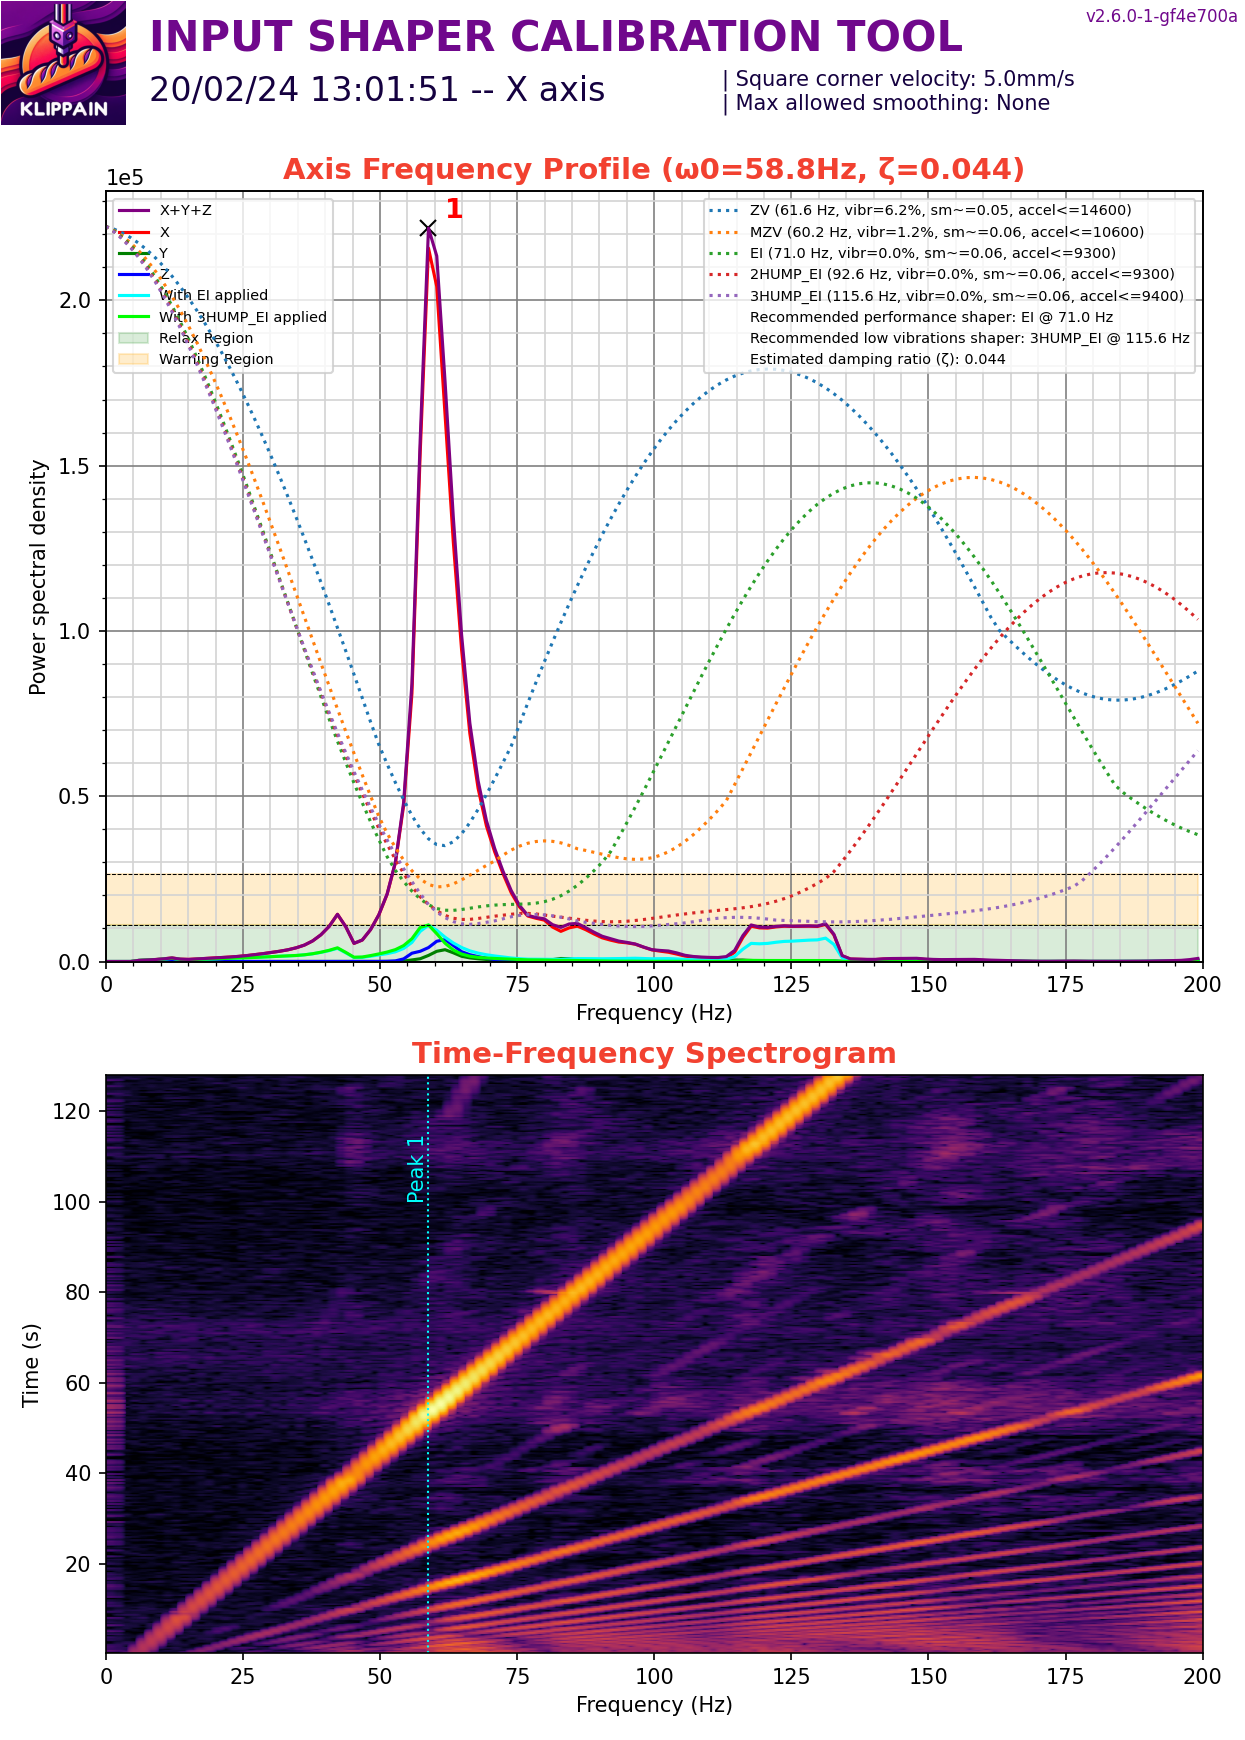 v2.6.0-1-gf4e700a
INPUT SHAPER CALIBRATION TOOL
20/02/24 13:01:51 -- X axis
| Square corner velocity: 5.0mm/s
| Max allowed smoothing: None
KLIPPAIN
Axis Frequency Profile (ω0=58.8Hz, ζ=0.044)
1e5
X+Y+Z
X
Y
Z
With EI applied
With 3HUMP_EI applied
Relax Region
Warning Region
1
ZV (61.6 Hz, vibr=6.2%, sm~=0.05, accel<=14600)
MZV (60.2 Hz, vibr=1.2%, sm~=0.06, accel<=10600)
EI (71.0 Hz, vibr=0.0%, sm~=0.06, accel<=9300)
2HUMP_EI (92.6 Hz, vibr=0.0%, sm~=0.06, accel<=9300)
3HUMP_EI (115.6 Hz, vibr=0.0%, sm~=0.06, accel<=9400)
Recommended performance shaper: EI @ 71.0 Hz
Recommended low vibrations shaper: 3HUMP_EI @ 115.6 Hz
Estimated damping ratio (ζ): 0.044
Power spectral density
2.0
1.5
1.0
0.5
0.0
0 25 50 75 100 125 150 175 200
Frequency (Hz)
Time-Frequency Spectrogram
Time (s)
120
100
80
60
40
20
Peak 1
0 25 50 75 100 125 150 175 200
Frequency (Hz)